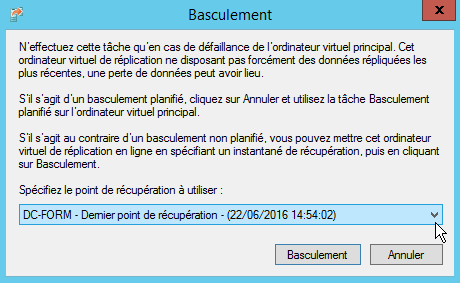 Basculement
N'effectuez cette tâche qu'en cas de défaillance de l'ordinateur virtuel principal. Cet
ordinateur virtuel de réplication ne disposant pas forcément des données répliquées les
plus récentes, une perte de données peut avoir lieu.
S'il s'agit d'un basculement planifié, cliquez sur Annuler et utilisez la tâche Basculement
planifié sur l'ordinateur virtuel principal.
S'il s'agit au contraire d'un basculement non planifié, vous pouvez mettre cet ordinateur
virtuel de réplication en ligne en spécifiant un instantané de récupération, puis en cliquant
sur Basculement.
Spécifiez le point de récupération à utiliser :
DC-FORM - Dernier point de récupération - (22/06/2016 14:54:02)
Basculement
Annuler